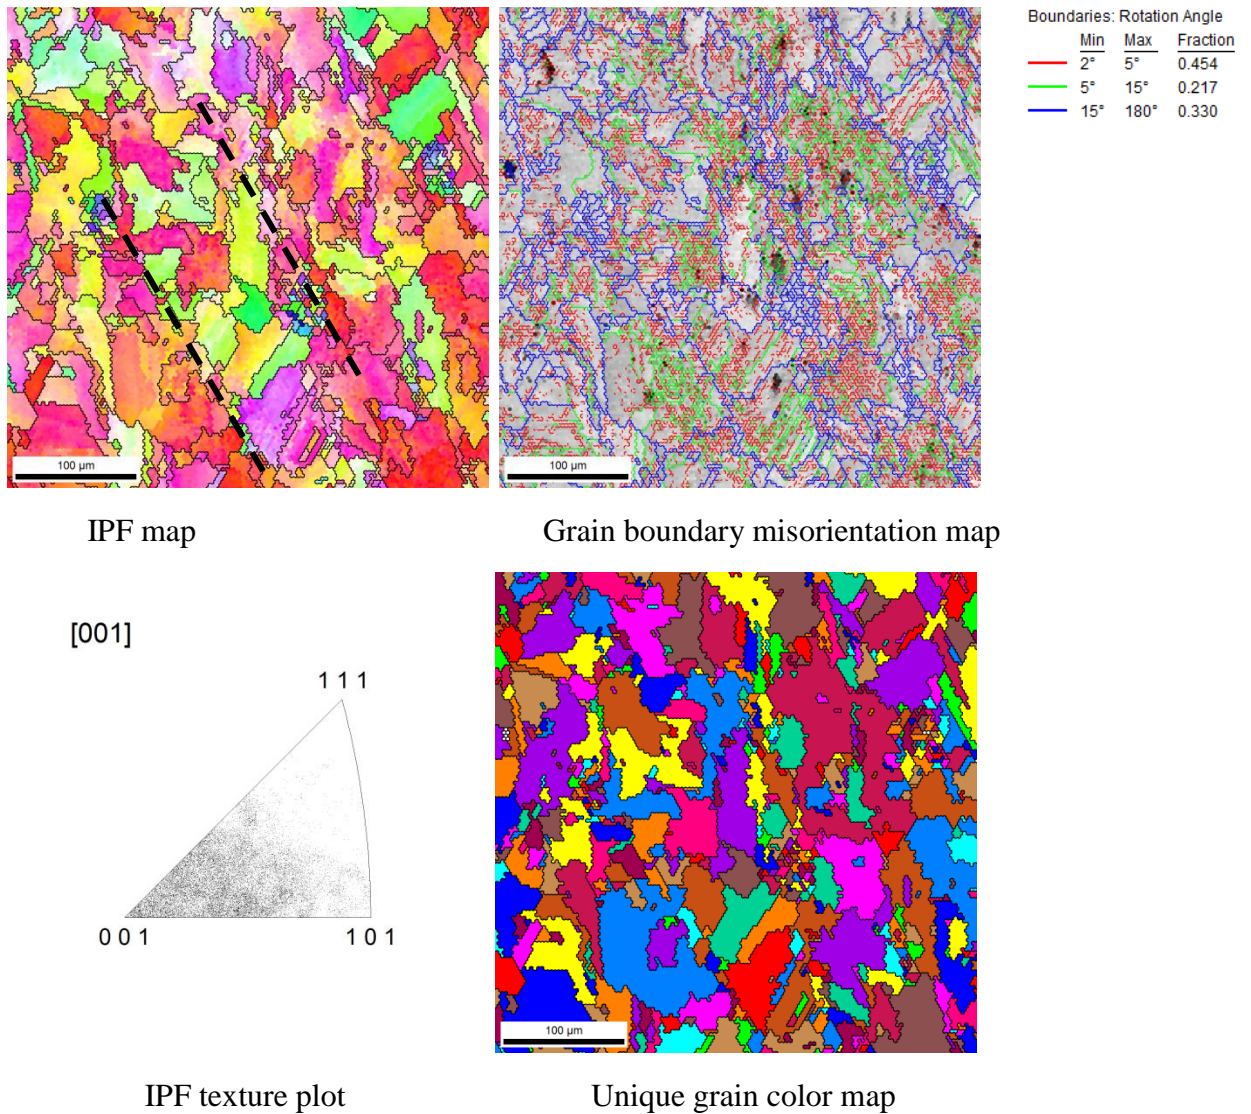 Boundaries: Rotation Angle
Min Max Fraction
2° 5° 0.454
5° 15° 0.217
15° 180° 0.330
100 µm
100 µm
IPF map
Grain boundary misorientation map
[001]
1 1 1
0 0 1
1 0 1
100 µm
IPF texture plot
Unique grain color map